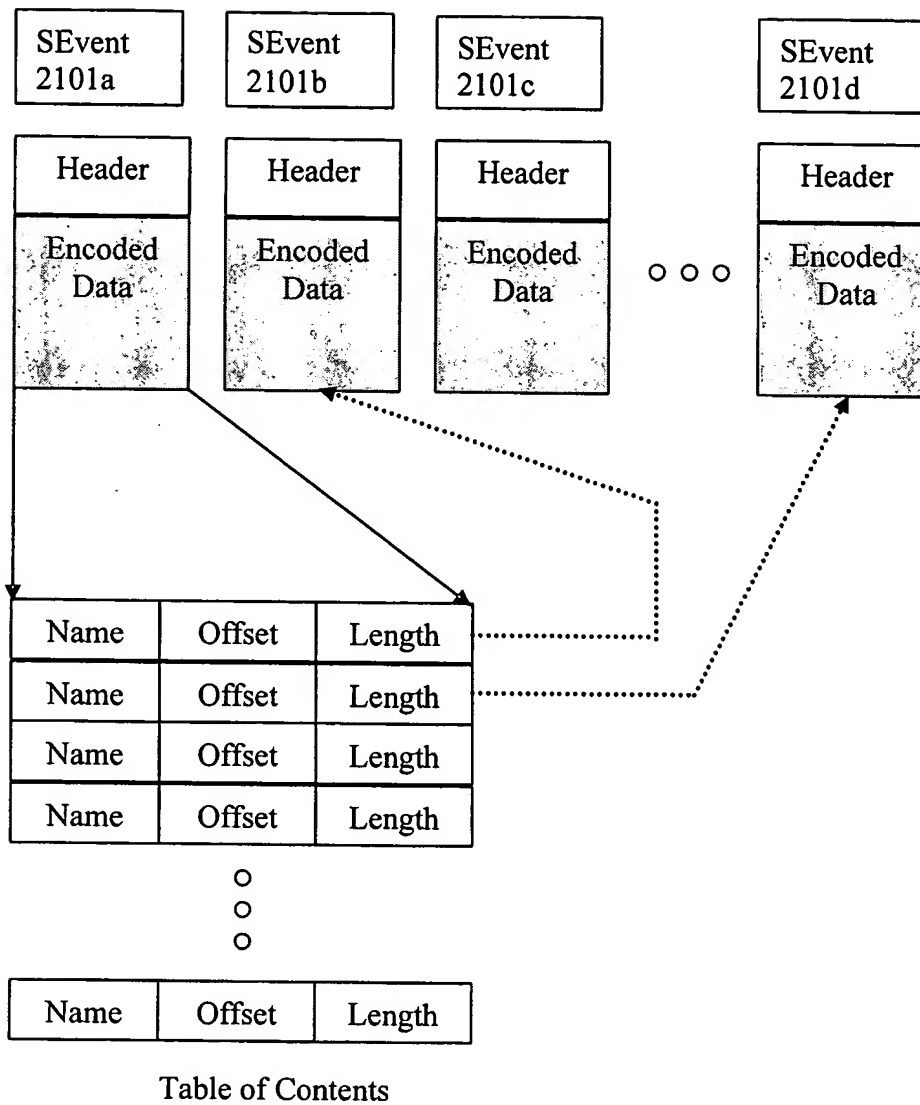 SEvent
2101a
SEvent
2101b
SEvent
2101c
SEvent
2101d
Header
Header
Header
Header
Encoded
Data
Encoded
Data
Encoded
Data
Encoded
Data
Name Offset Length
Name Offset Length
Name Offset Length
Name Offset Length
Name Offset Length
Table of Contents